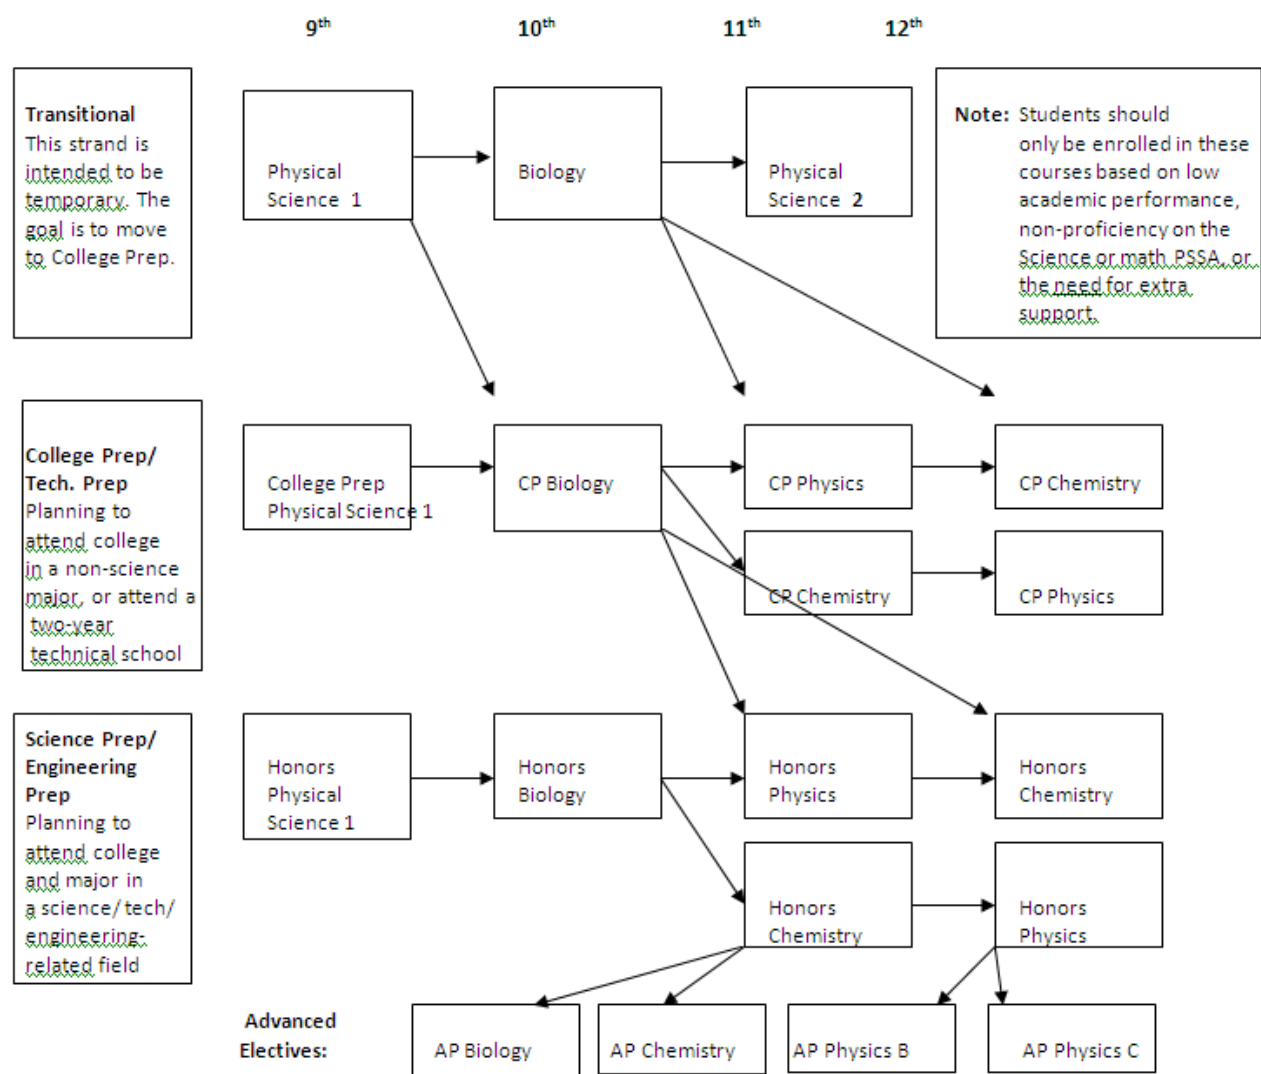 9th 10th 11th 12th
Transitional
This strand is
intended to be
temporary. The
goal is to move
to College Prep.
Physical
Science 1
Biology
Physical
Science 2
Note: Students should
only be enrolled in these
courses based on low
academic performance,
non-proficiency on the
Science or math PSSA, or
the need for extra
support.
College Prep/
Tech. Prep
Planning to
attend college
in a non-science
major, or attend a
two-year
technical school
College Prep
Physical Science 1
CP Biology
CP Physics
CP Chemistry
CP Chemistry
CP Physics
Science Prep/
Engineering
Prep
Planning to
attend college
and major in
a science/tech/
engineering-
related field
Honors
Physical
Science 1
Honors
Biology
Honors
Physics
Honors
Chemistry
Honors
Chemistry
Honors
Physics
Advanced
Electives:
AP Biology
AP Chemistry
AP Physics B
AP Physics C